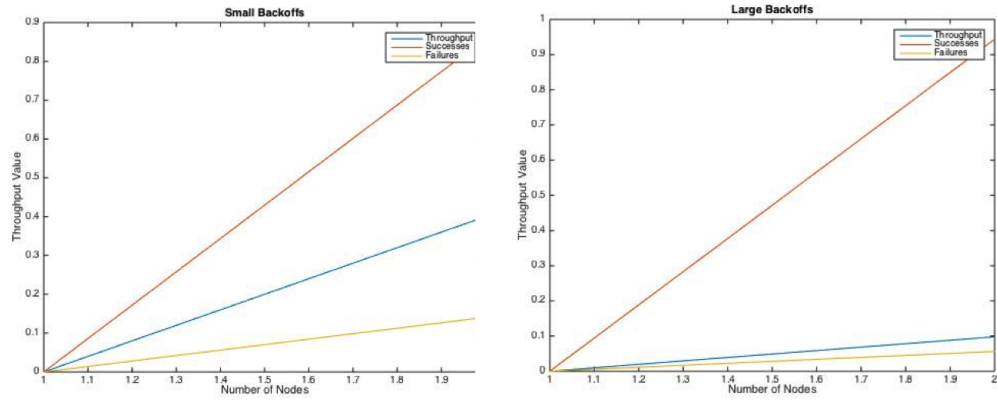 Small Backoffs
Throughput
Successes
Failures
Throughput Value
0.9
0.8
0.7
0.6
0.5
0.4
0.3
0.2
0.1
0
1 1.1 1.2 1.3 1.4 1.5 1.6 1.7 1.8 1.9
Number of Nodes
Large Backoffs
Throughput
Successes
Failures
Throughput Value
1
0.9
0.8
0.7
0.6
0.5
0.4
0.3
0.2
0.1
0
1 1.1 1.2 1.3 1.4 1.5 1.6 1.7 1.8 1.9 2
Number of Nodes